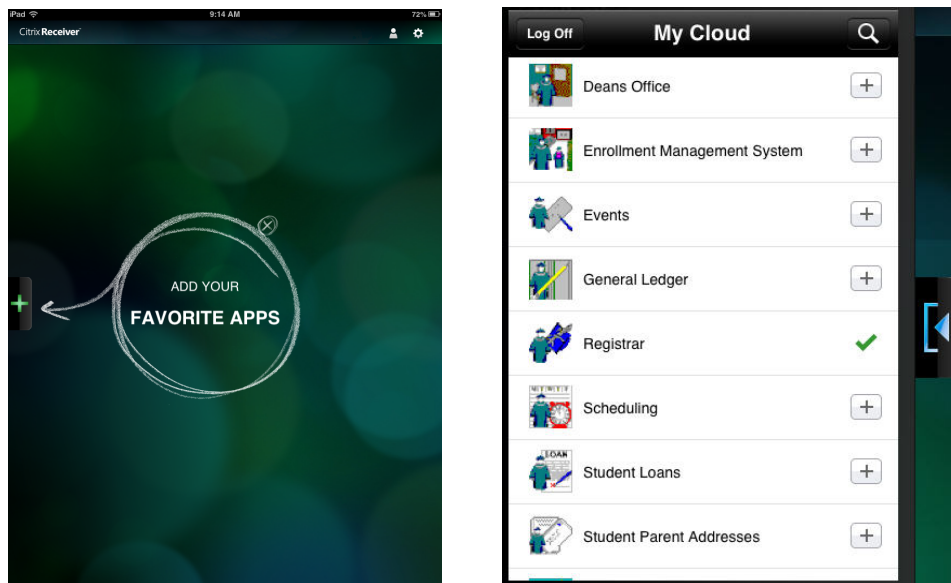 iPad 9:14 AM 72%
Citrix Receiver
ADD YOUR
FAVORITE APPS
Log Off My Cloud
Deans Office
Enrollment Management System
Events
General Ledger
Registrar
Scheduling
LOAN
Student Loans
Student Parent Addresses